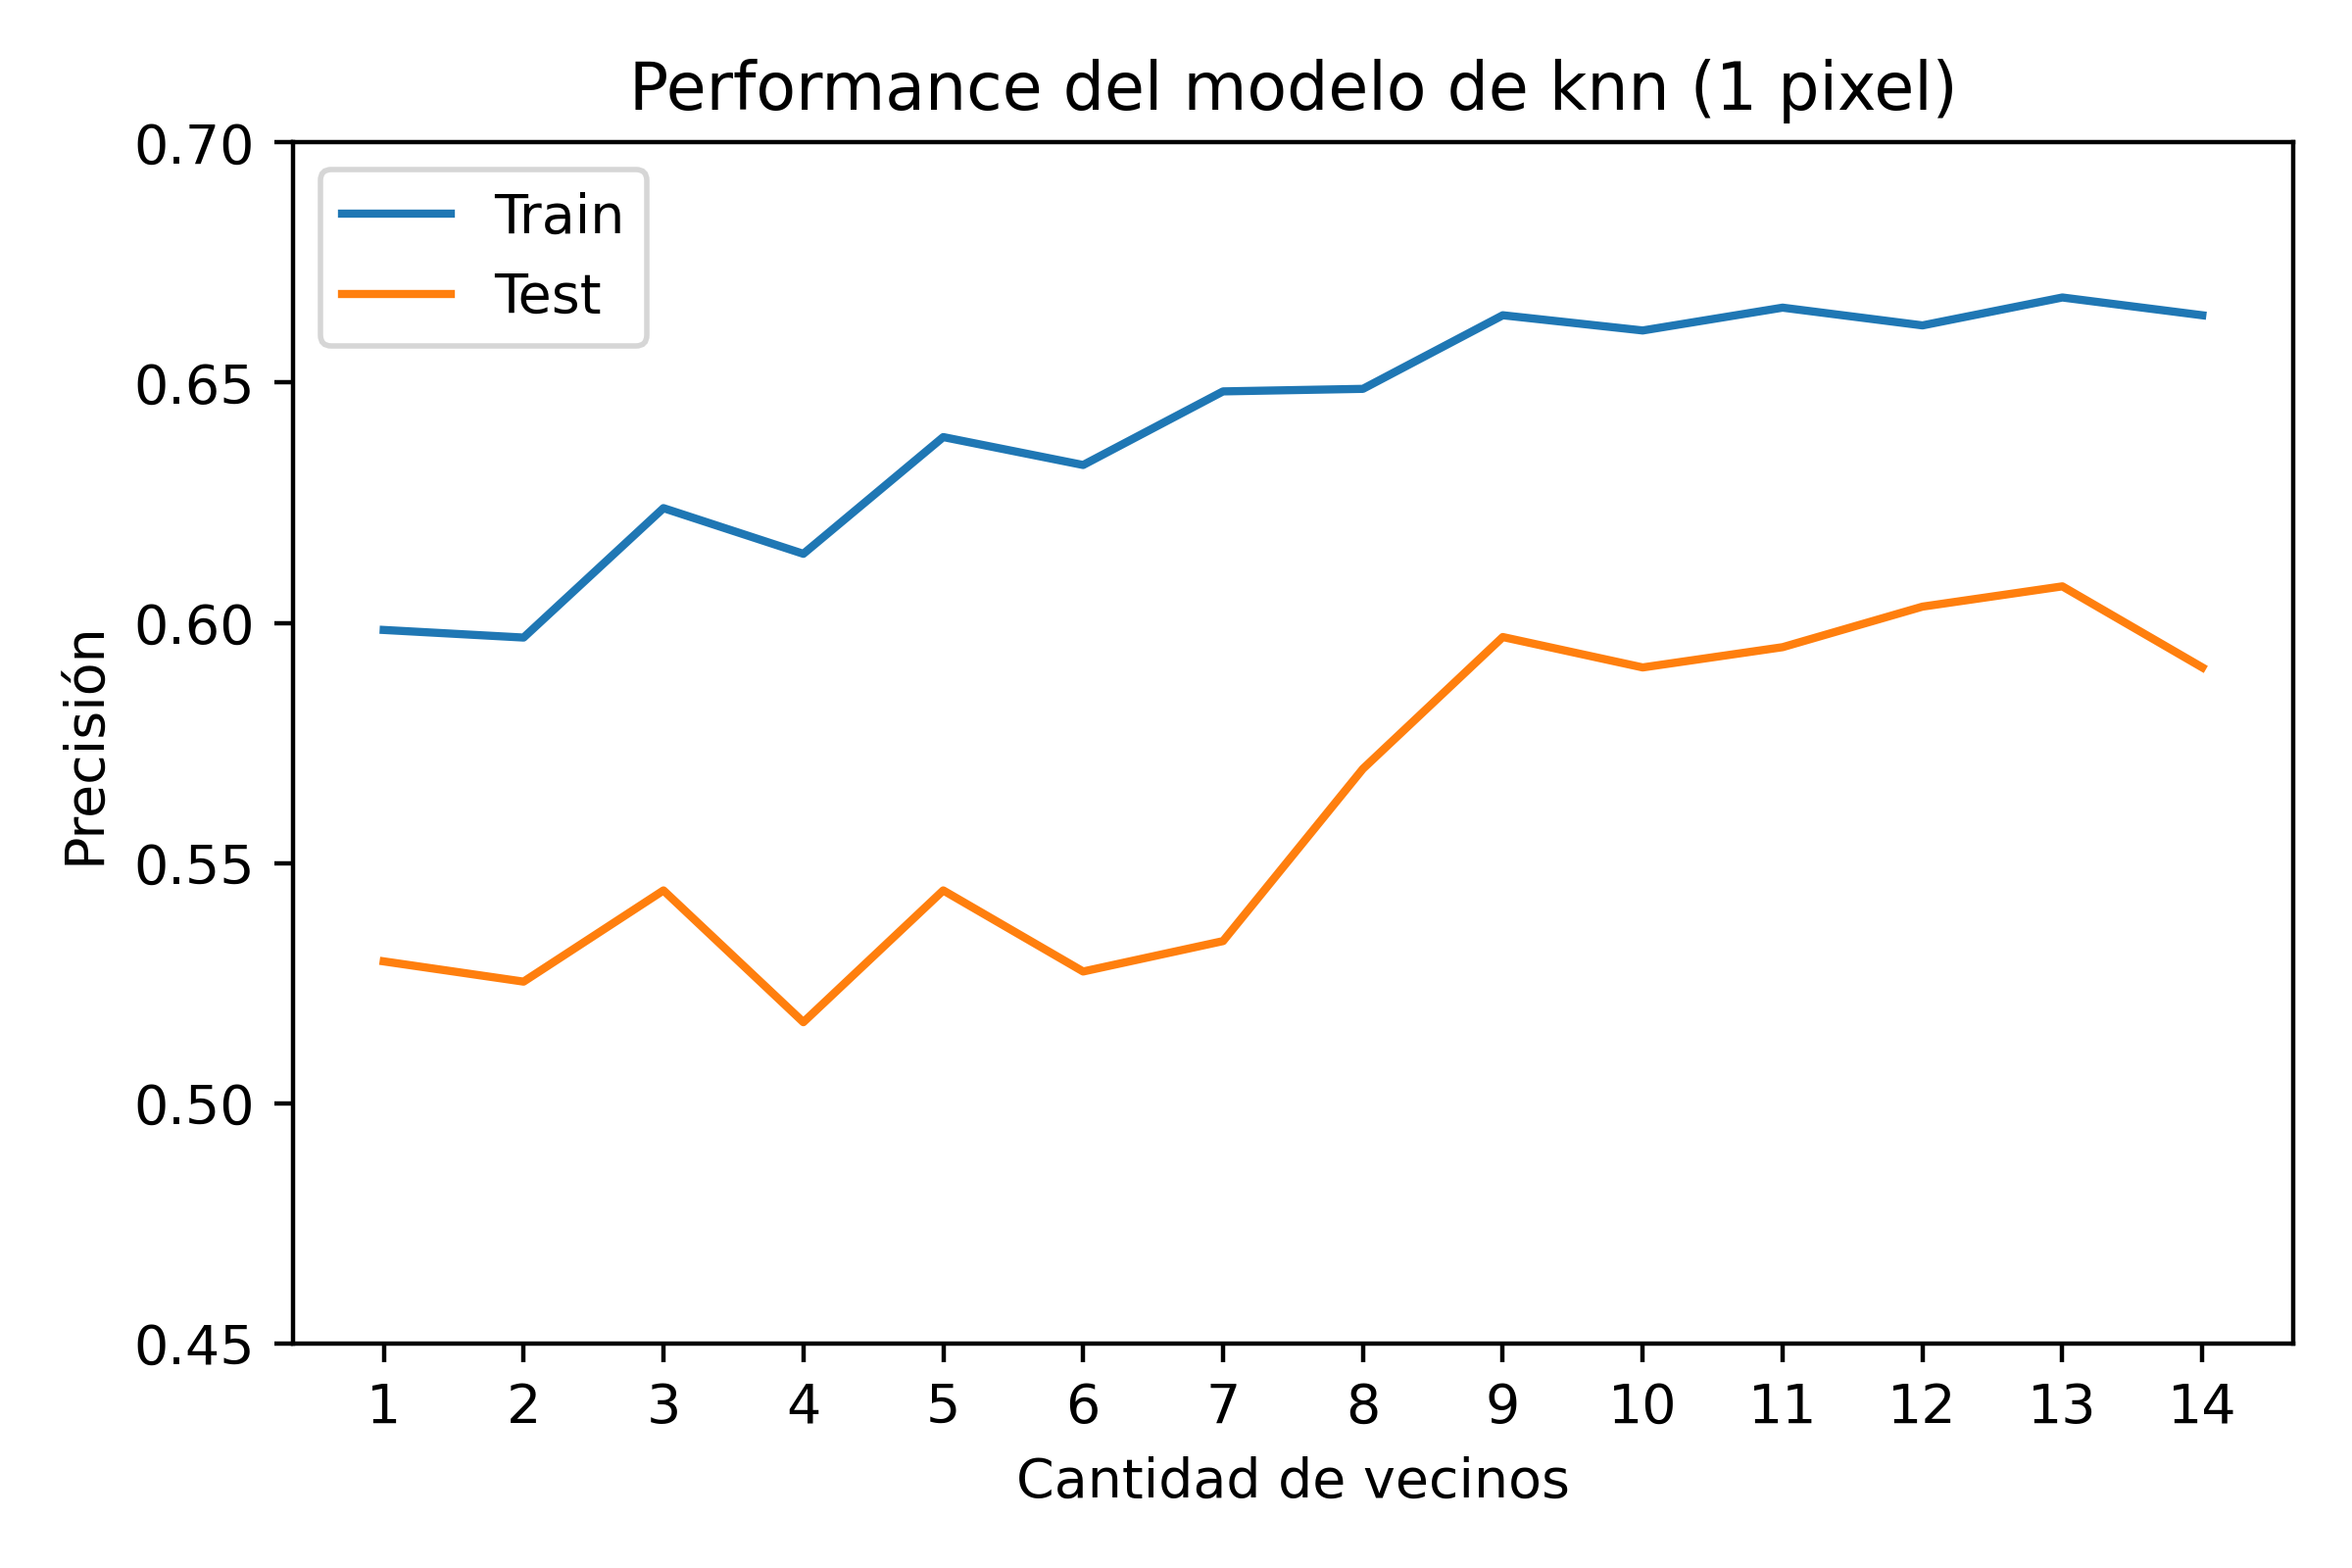 Performance del modelo de knn (1 pixel)
Train
Test
Precisión
0.70
0.65
0.60
0.55
0.50
0.45
1 2 3 4 5 6 7 8 9 10 11 12 13 14
Cantidad de vecinos